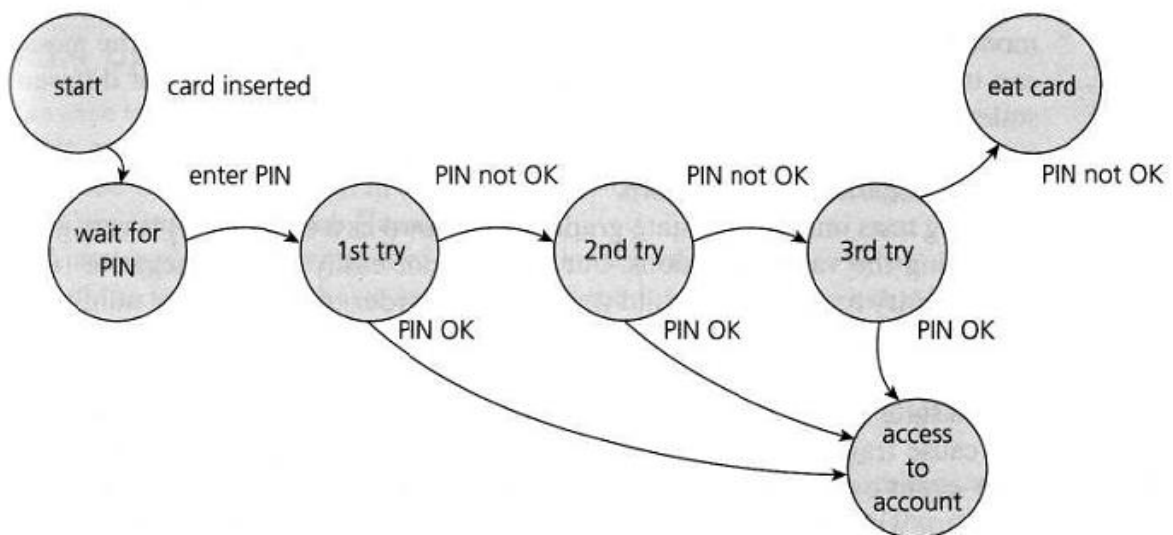 start
card inserted
eat card
enter PIN
PIN not OK
PIN not OK
PIN not OK
wait for
PIN
1st try
2nd try
3rd try
PIN OK
PIN OK
PIN OK
access
to
account